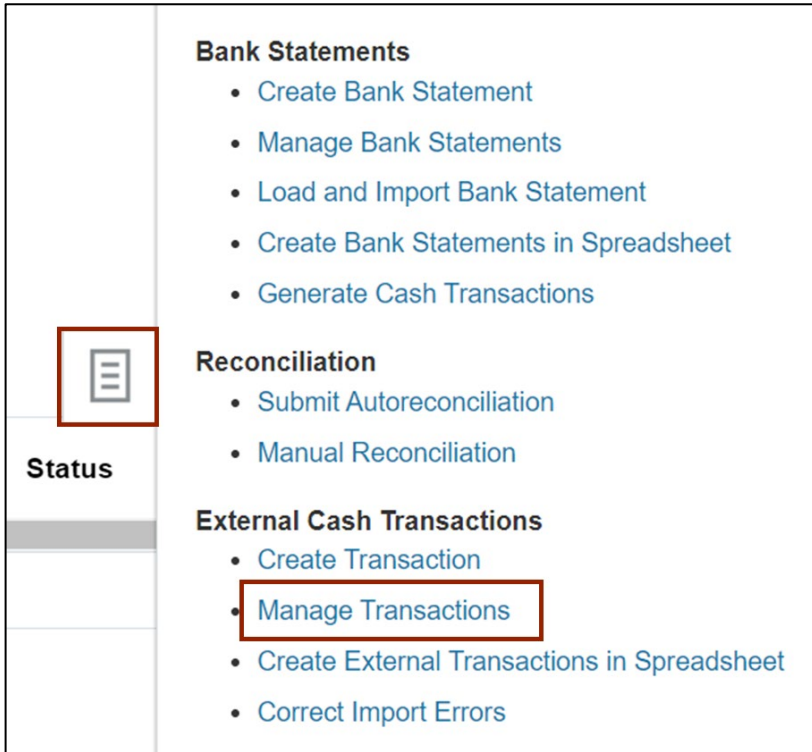 Bank Statements
• Create Bank Statement
• Manage Bank Statements
• Load and Import Bank Statement
• Create Bank Statements in Spreadsheet
• Generate Cash Transactions
Reconciliation
• Submit Autoreconciliation
• Manual Reconciliation
Status
External Cash Transactions
• Create Transaction
• Manage Transactions
• Create External Transactions in Spreadsheet
• Correct Import Errors